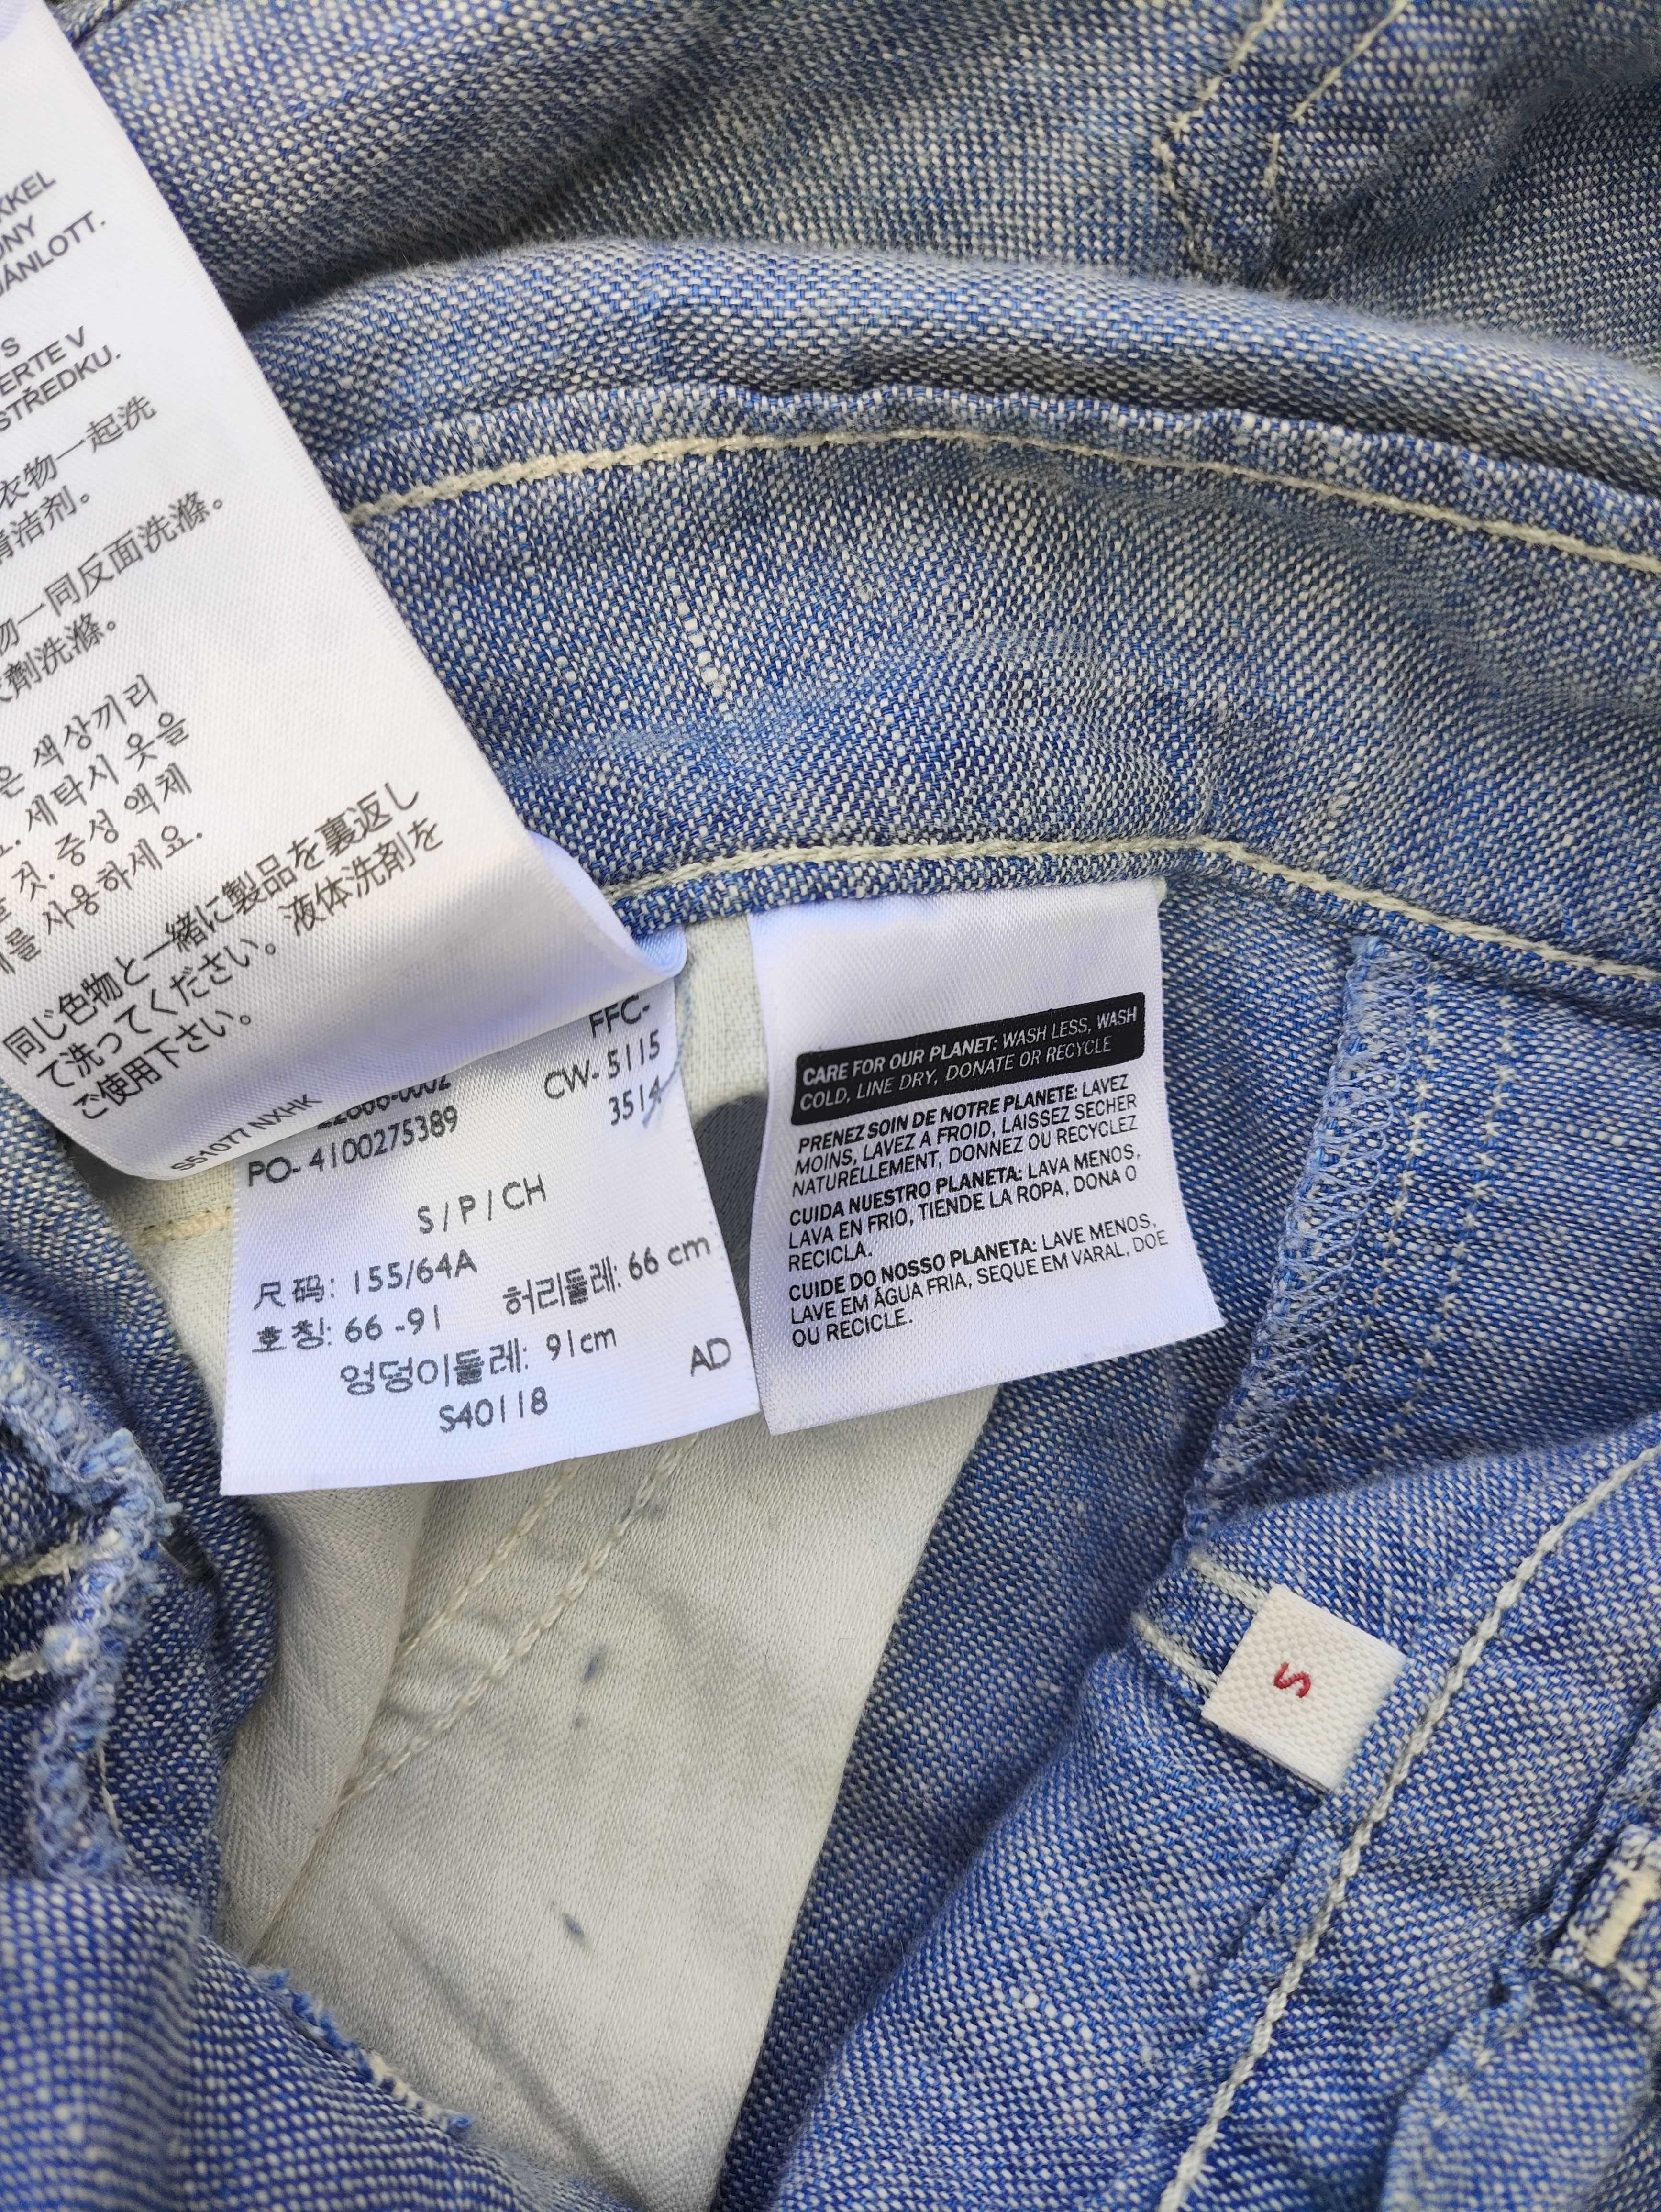 KKEL
ÓNY
JÁNLOTT.
S
ERTE V
STŘEDKU.
衣物一起洗
清洁剂。
物一同反面洗滌。
劑洗滌。
은 색상끼리
세탁시 옷을
것. 중성 액체
를 사용하세요.
同じ色物と一緒に製品を裏返し
て洗ってください。液体洗剤を
ご使用下さい。
S51077 NXHK
FFC-
CW- 5115
3514
PO- 4100275389
S / P / CH
尺码: 155/64A
호칭: 66 -91 허리둘레: 66 cm
엉덩이둘레: 91cm
AD
S40118
CARE FOR OUR PLANET: WASH LESS, WASH
COLD, LINE DRY, DONATE OR RECYCLE
PRENEZ SOIN DE NOTRE PLANETE: LAVEZ
MOINS, LAVEZ A FROID, LAISSEZ SECHER
NATURELLEMENT, DONNEZ OU RECYCLEZ
CUIDA NUESTRO PLANETA: LAVA MENOS,
LAVA EN FRIO, TIENDE LA ROPA, DONA O
RECICLA.
CUIDE DO NOSSO PLANETA: LAVE MENOS,
LAVE EM ÁGUA FRIA, SEQUE EM VARAL, DOE
OU RECICLE.
S